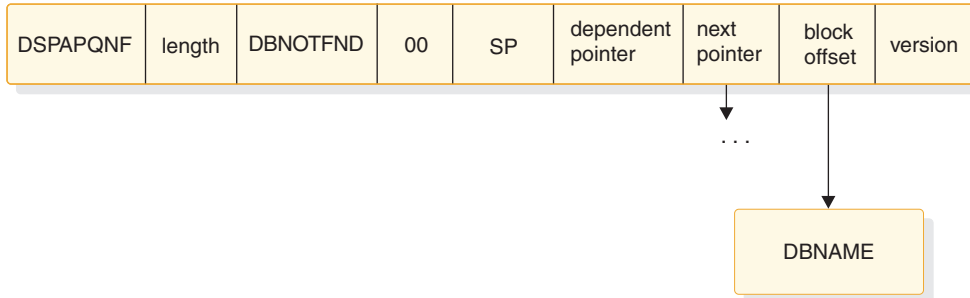 DSPAPQNF length DBNOTFND 00 SP dependent pointer next pointer block offset version
. . .
DBNAME